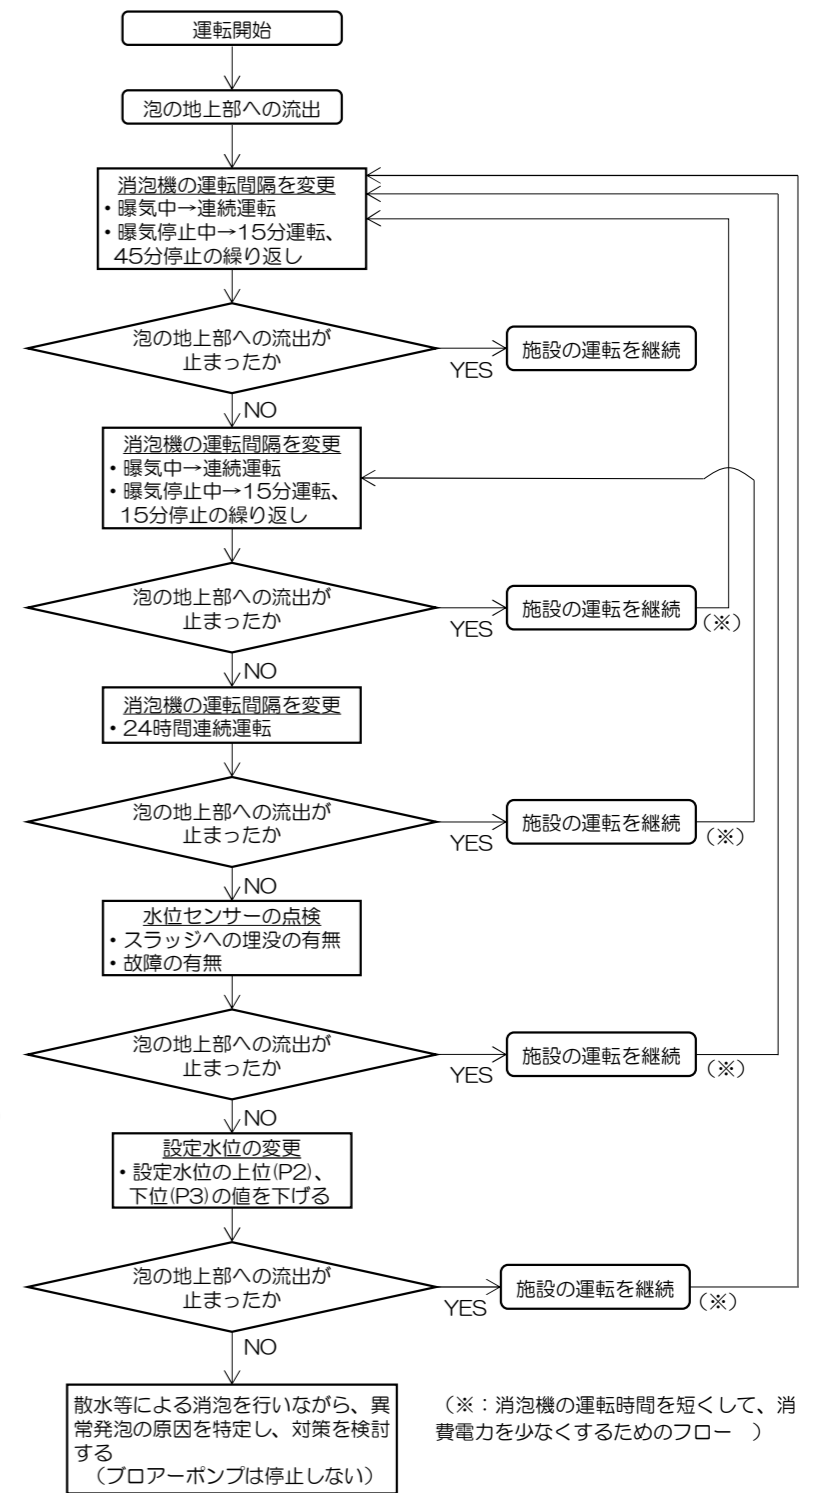 運転開始
泡の地上部への流出
消泡機の運転間隔を変更
・曝気中→連続運転
・曝気停止中→15分運転、
45分停止の繰り返し
泡の地上部への流出が
止まったか
YES
施設の運転を継続
NO
消泡機の運転間隔を変更
・曝気中→連続運転
・曝気停止中→15分運転、
15分停止の繰り返し
泡の地上部への流出が
止まったか
YES
施設の運転を継続
(※)
NO
消泡機の運転間隔を変更
・24時間連続運転
泡の地上部への流出が
止まったか
YES
施設の運転を継続
(※)
NO
水位センサーの点検
・スラッジへの埋没の有無
・故障の有無
泡の地上部への流出が
止まったか
YES
施設の運転を継続
(※)
NO
設定水位の変更
・設定水位の上位(P2)、
下位(P3)の値を下げる
泡の地上部への流出が
止まったか
YES
施設の運転を継続
(※)
NO
散水等による消泡を行いながら、異
常発泡の原因を特定し、対策を検討
する
(ブロアーポンプは停止しない)
(※:消泡機の運転時間を短くして、消
費電力を少なくするためのフロー )